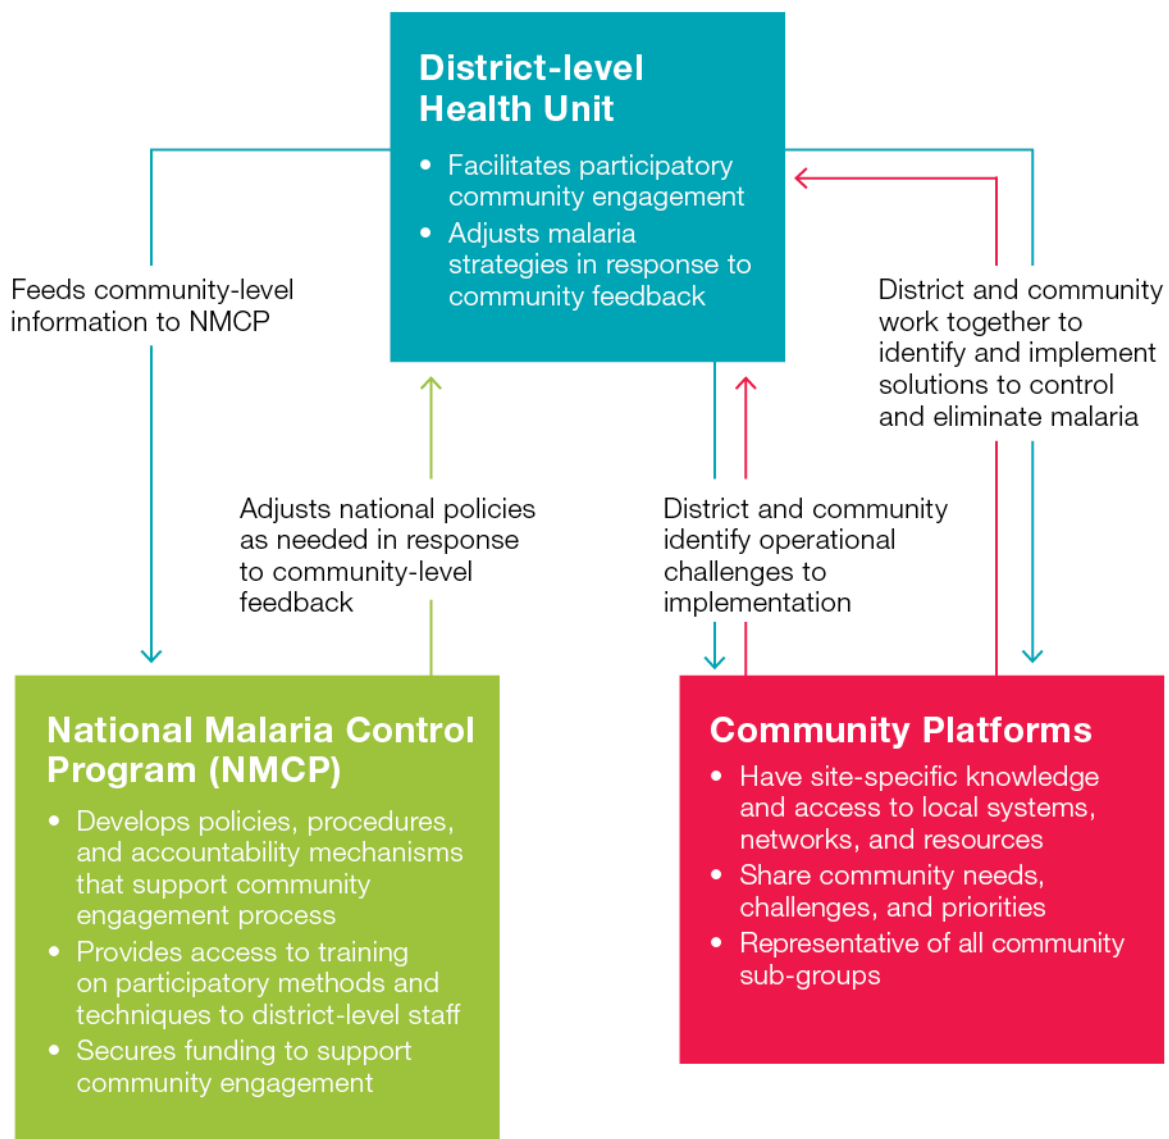 District-level
Health Unit
• Facilitates participatory
community engagement
• Adjusts malaria
strategies in response to
community feedback
Feeds community-level
information to NMCP
District and community
work together to
identify and implement
solutions to control
and eliminate malaria
Adjusts national policies
as needed in response
to community-level
feedback
District and community
identify operational
challenges to
implementation
National Malaria Control
Program (NMCP)
• Develops policies, procedures,
and accountability mechanisms
that support community
engagement process
• Provides access to training
on participatory methods and
techniques to district-level staff
• Secures funding to support
community engagement
Community Platforms
• Have site-specific knowledge
and access to local systems,
networks, and resources
• Share community needs,
challenges, and priorities
• Representative of all community
sub-groups